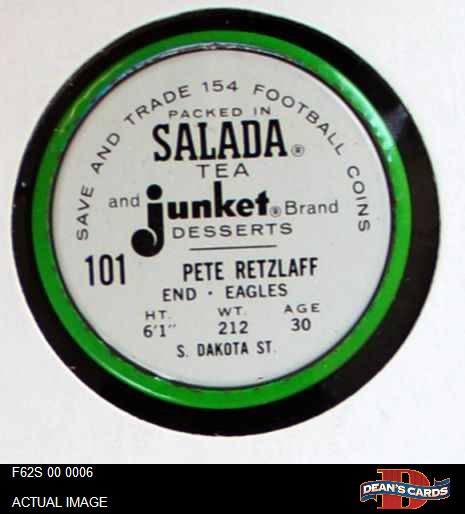 SAVE AND TRADE 154 FOOTBALL COINS
PACKED IN
SALADA®
TEA
and junket® Brand
DESSERTS
101 PETE RETZLAFF
END · EAGLES
HT. WT. AGE
6'1" 212 30
S. DAKOTA ST.
F62S 00 0006
ACTUAL IMAGE
D
DEAN'S CARDS